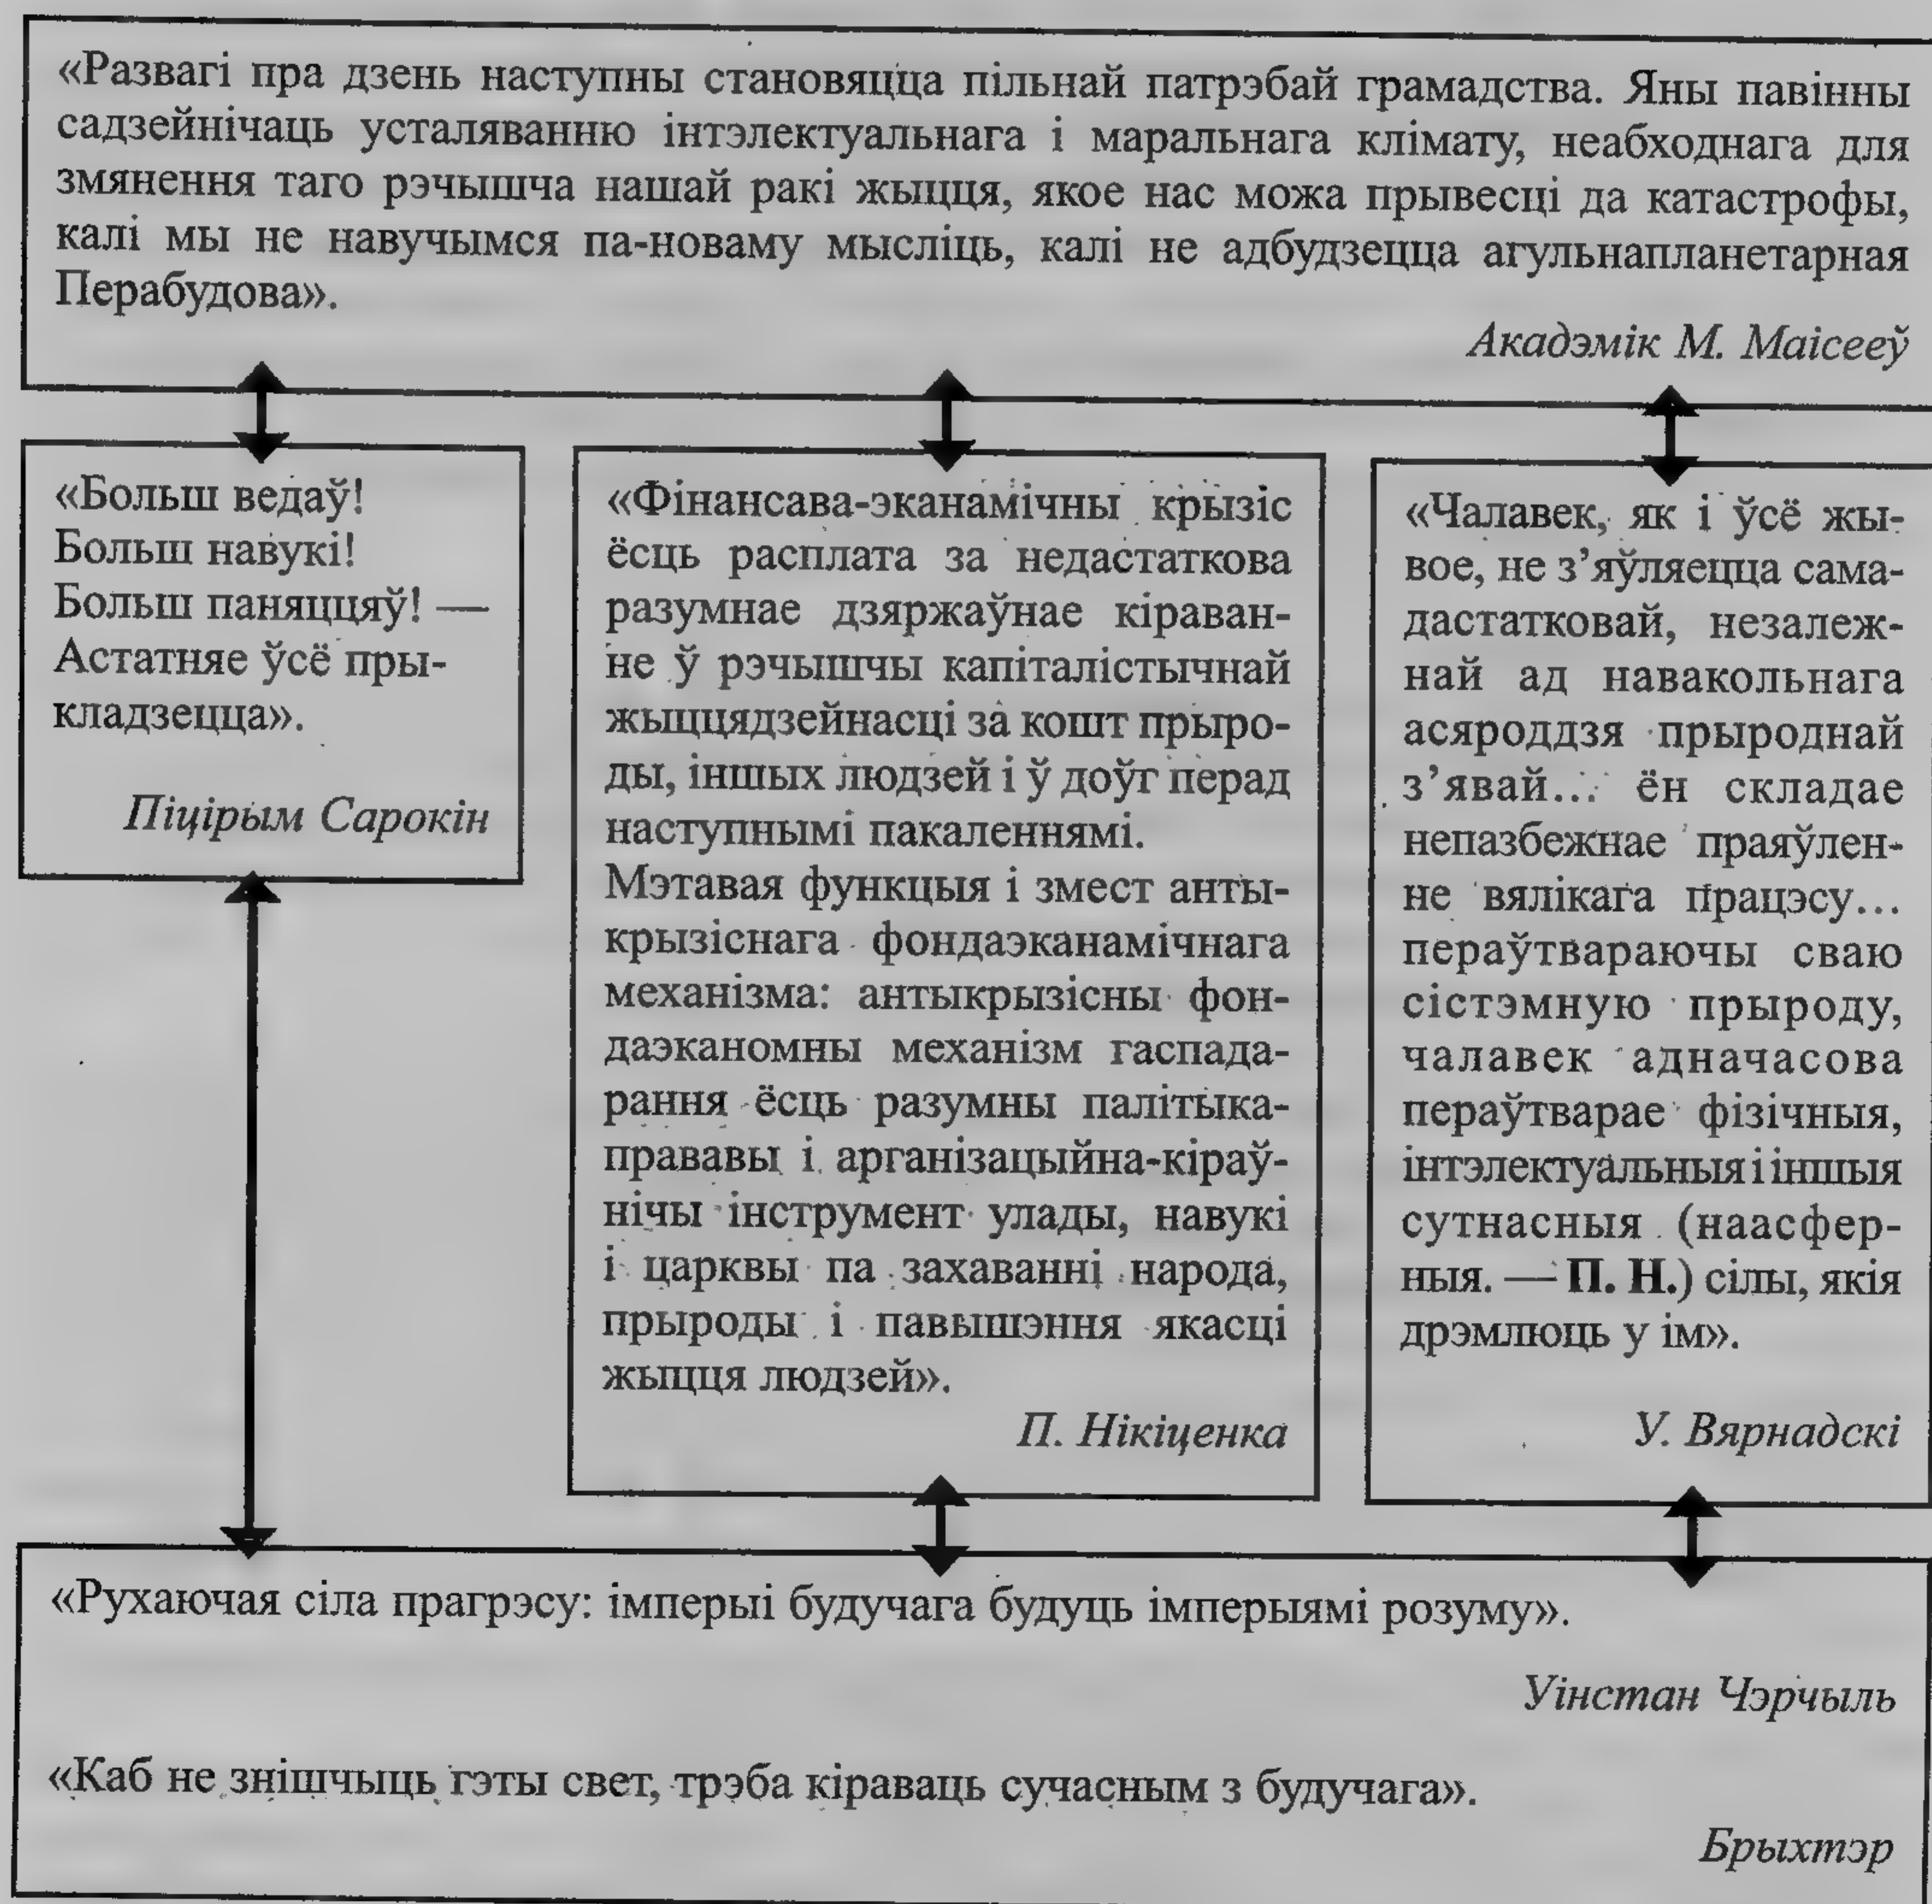 «Развагі пра дзень наступны становяцца пільнай патрэбай грамадства. Яны павінны
садзейнічаць усталяванню інтэлектуальнага і маральнага клімату, неабходнага для
змянення таго рэчышча нашай ракі жыцця, якое нас можа прывесці да катастрофы,
калі мы не навучымся па-новаму мысліць, калі не адбудзецца агульнапланетарная
Перабудова».
Акадэмік М. Маісееў
«Больш ведаў!
Больш навукі!
Больш паняццяў! —
Астатняе ўсё пры-
кладзецца».
Піцірым Сарокін
«Фінансава-эканамічны крызіс
ёсць расплата за недастаткова
разумнае дзяржаўнае кіраван-
не ў рэчышчы капіталістычнай
жыццядзейнасці за кошт прыро-
ды, іншых людзей і ў доўг перад
наступнымі пакаленнямі.
Мэтавая функцыя і змест анты-
крызіснага фондаэканамічнага
механізма: антыкрызісны фон-
даэканомны механізм гаспада-
рання ёсць разумны палітыка-
прававы і арганізацыйна-кіраў-
нічы інструмент улады, навукі
і царквы па захаванні народа,
прыроды і павышэння якасці
жыцця людзей».
П. Нікіценка
«Чалавек, як і ўсё жы-
вое, не з’яўляецца сама-
дастатковай, незалеж-
най ад навакольнага
асяроддзя прыроднай
з’явай... ён складае
непазбежнае праяўлен-
не вялікага працэсу...
пераўтвараючы сваю
сістэмную прыроду,
чалавек адначасова
пераўтварае фізічныя,
інтэлектуальныя і іншыя
сутнасныя (наасфер-
ныя. — П. Н.) сілы, якія
дрэмлюць у ім».
У. Вярнадскі
«Рухаючая сіла прагрэсу: імперыі будучага будуць імперыямі розуму».
Уінстан Чэрчыль
«Каб не знішчыць гэты свет, трэба кіраваць сучасным з будучага».
Брыхтэр